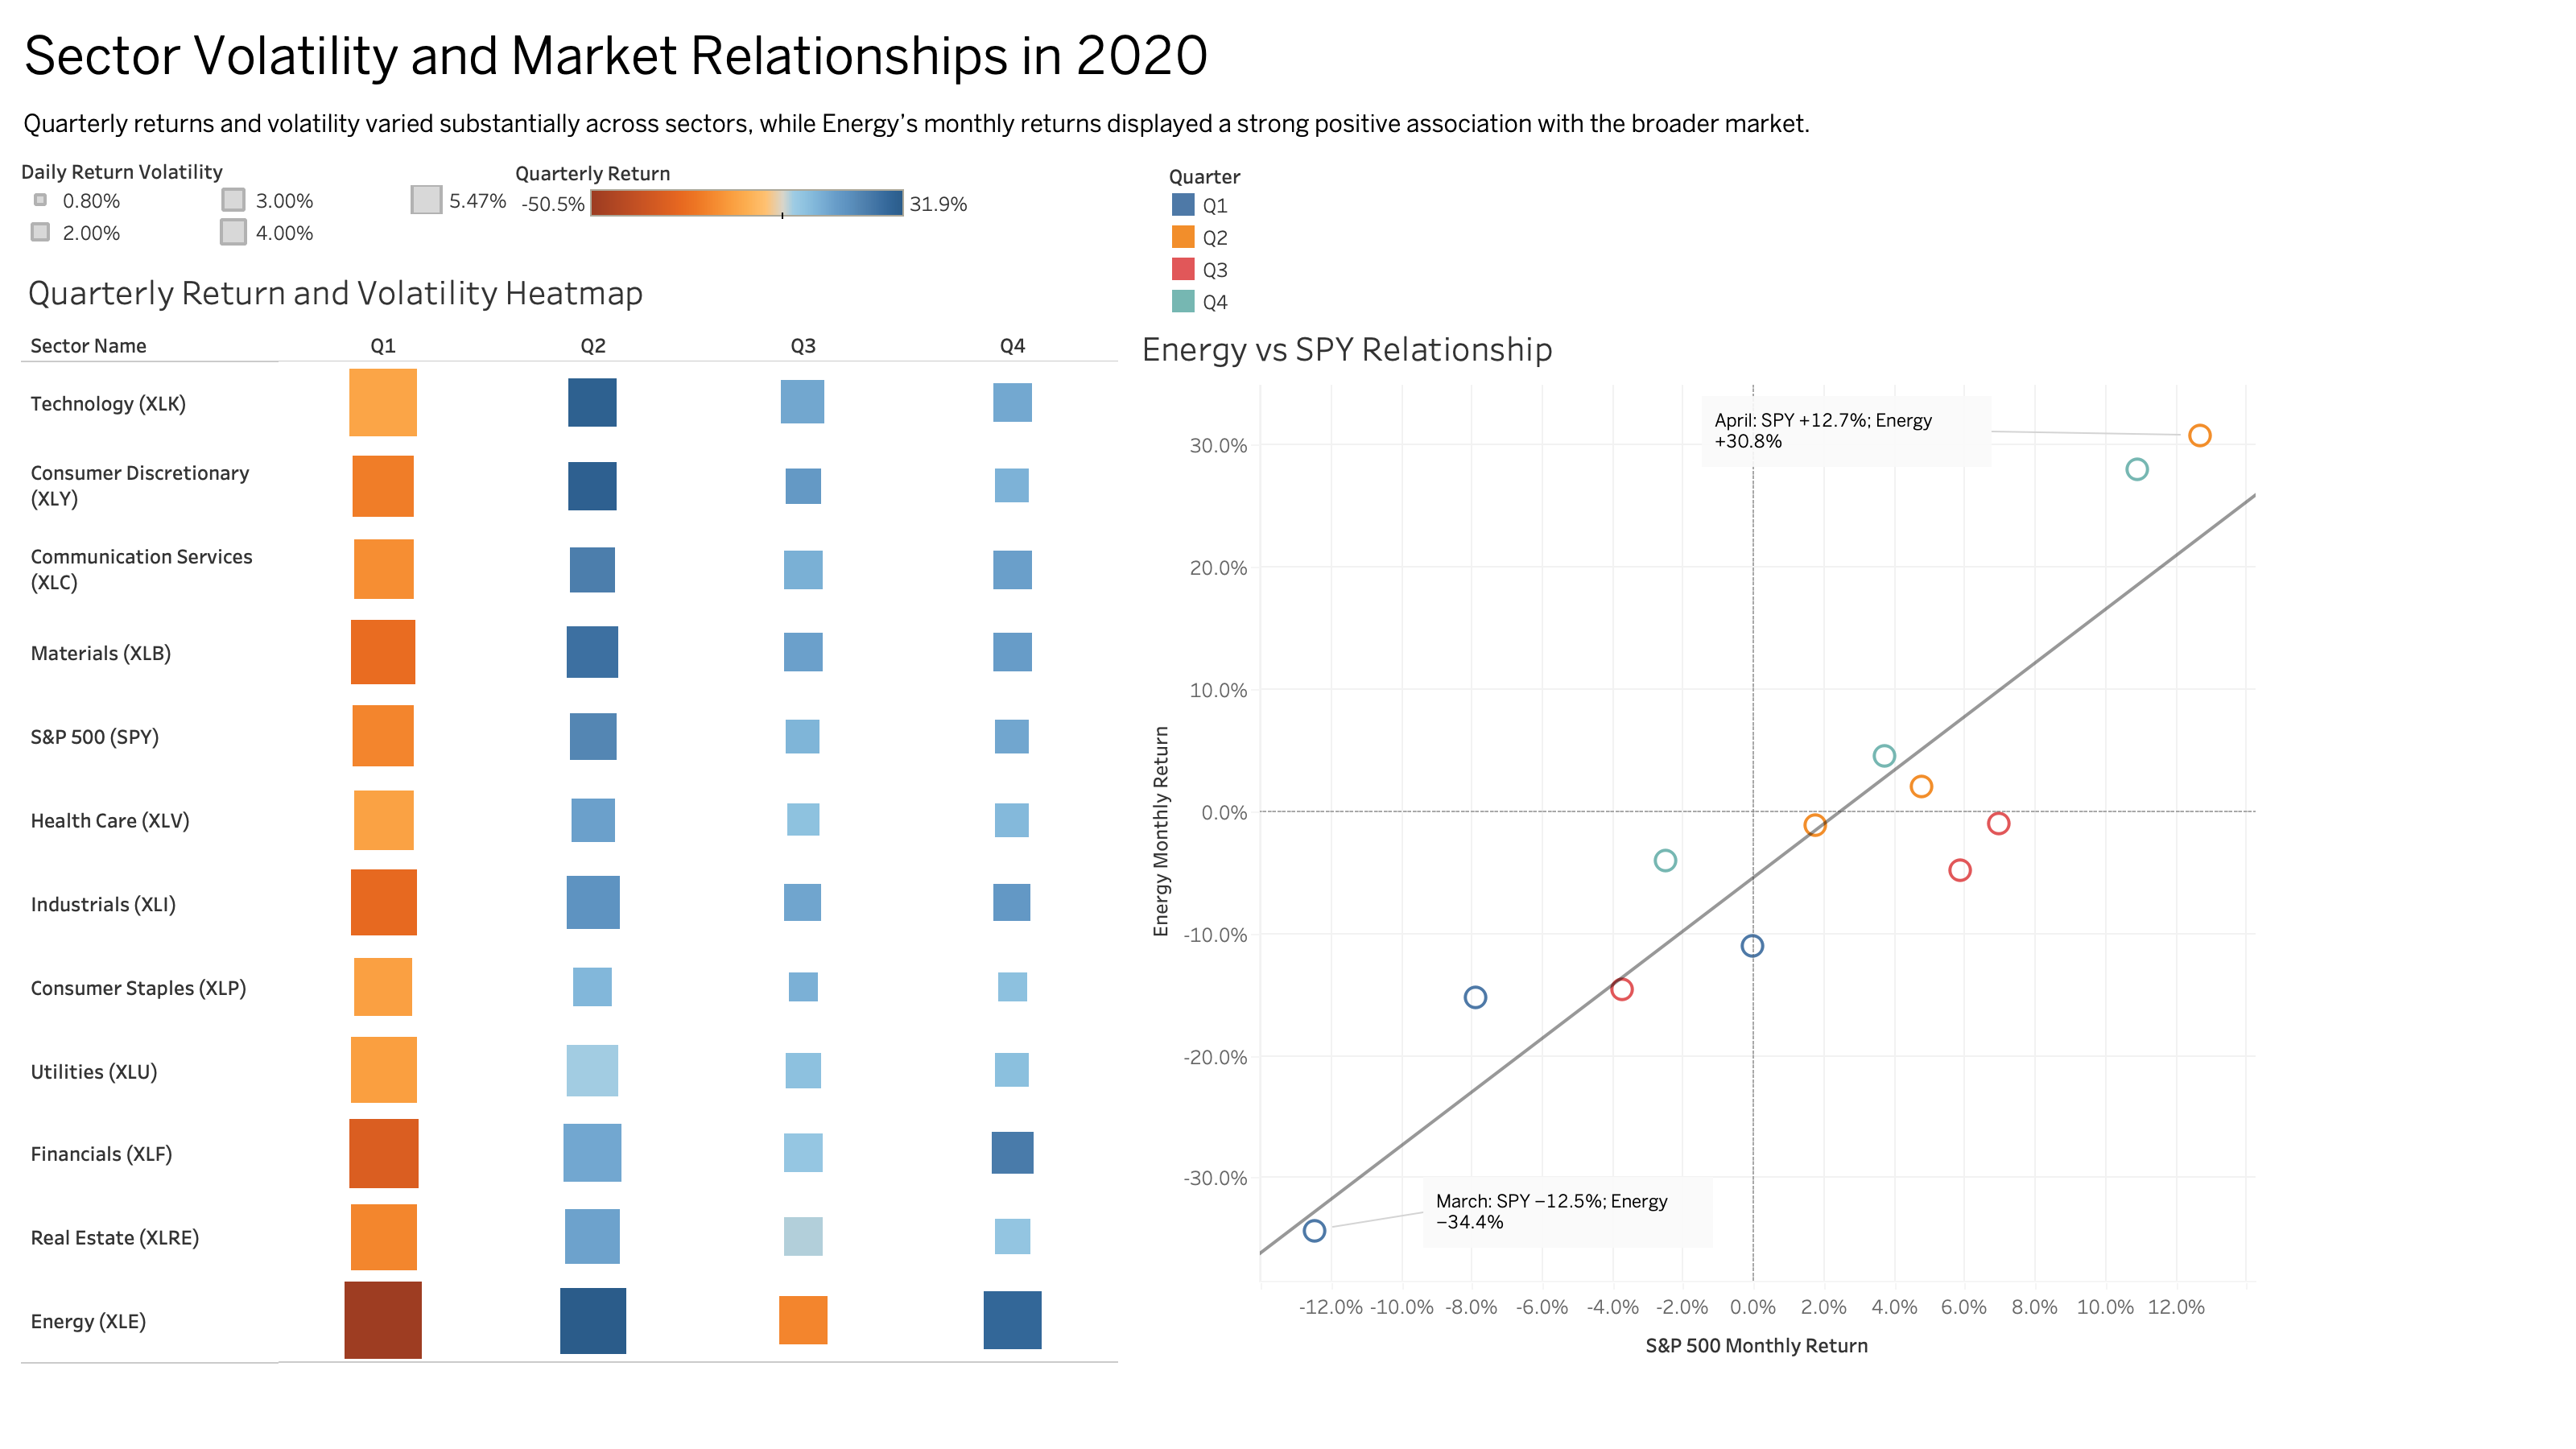 Sector Volatility and Market Relationships in 2020
Quarterly returns and volatility varied substantially across sectors, while Energy’s monthly returns displayed a strong positive association with the broader market.
Daily Return Volatility
0.80%
2.00%
3.00%
4.00%
5.47%
Quarterly Return
-50.5%
31.9%
Quarter
Q1
Q2
Q3
Q4
Quarterly Return and Volatility Heatmap
Sector Name Q1 Q2 Q3 Q4
Technology (XLK)
Consumer Discretionary
(XLY)
Communication Services
(XLC)
Materials (XLB)
S&P 500 (SPY)
Health Care (XLV)
Industrials (XLI)
Consumer Staples (XLP)
Utilities (XLU)
Financials (XLF)
Real Estate (XLRE)
Energy (XLE)
Energy vs SPY Relationship
April: SPY +12.7%; Energy
+30.8%
March: SPY −12.5%; Energy
−34.4%
Energy Monthly Return
30.0%
20.0%
10.0%
0.0%
-10.0%
-20.0%
-30.0%
-12.0% -10.0% -8.0% -6.0% -4.0% -2.0% 0.0% 2.0% 4.0% 6.0% 8.0% 10.0% 12.0%
S&P 500 Monthly Return